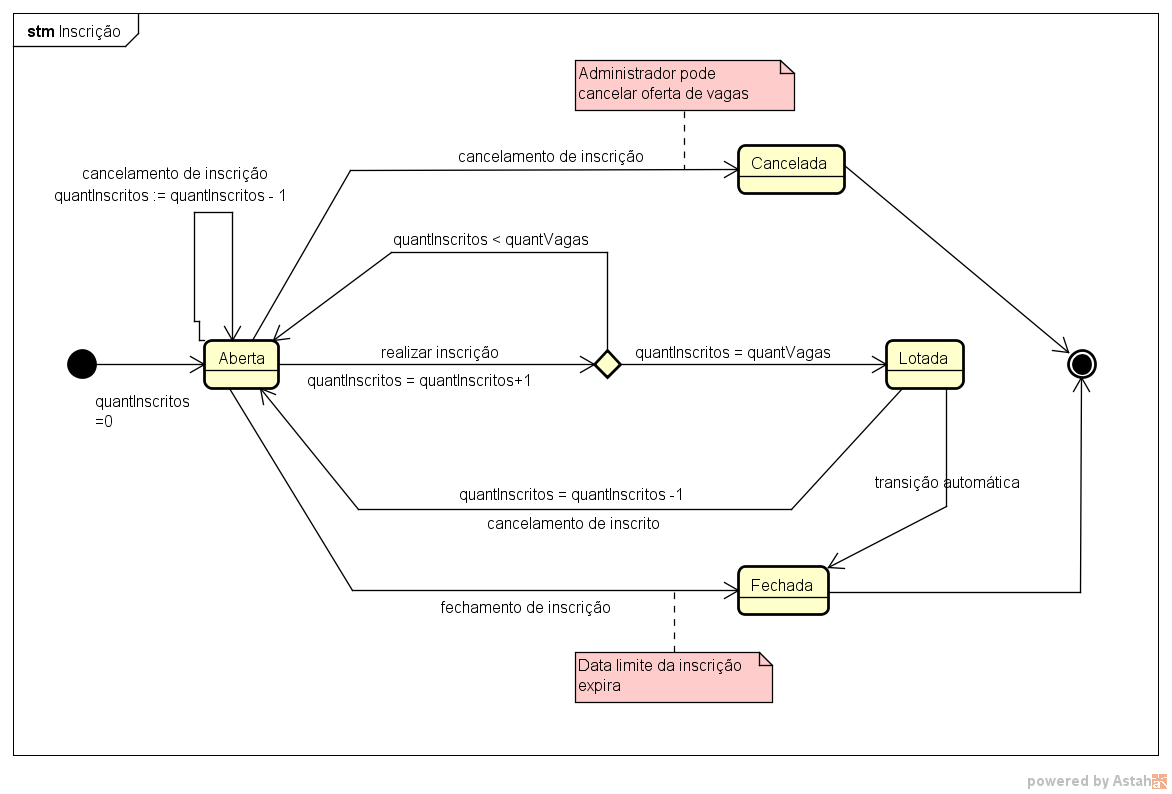 stm Inscrição
Administrador pode
cancelar oferta de vagas
cancelamento de inscrição
Cancelada
cancelamento de inscrição
quantInscritos := quantInscritos - 1
quantInscritos < quantVagas
Aberta
realizar inscrição
quantInscritos = quantVagas
Lotada
quantInscritos = quantInscritos+1
quantInscritos
=0
transição automática
quantInscritos = quantInscritos -1
cancelamento de inscrito
Fechada
fechamento de inscrição
Data limite da inscrição
expira
powered by Astah